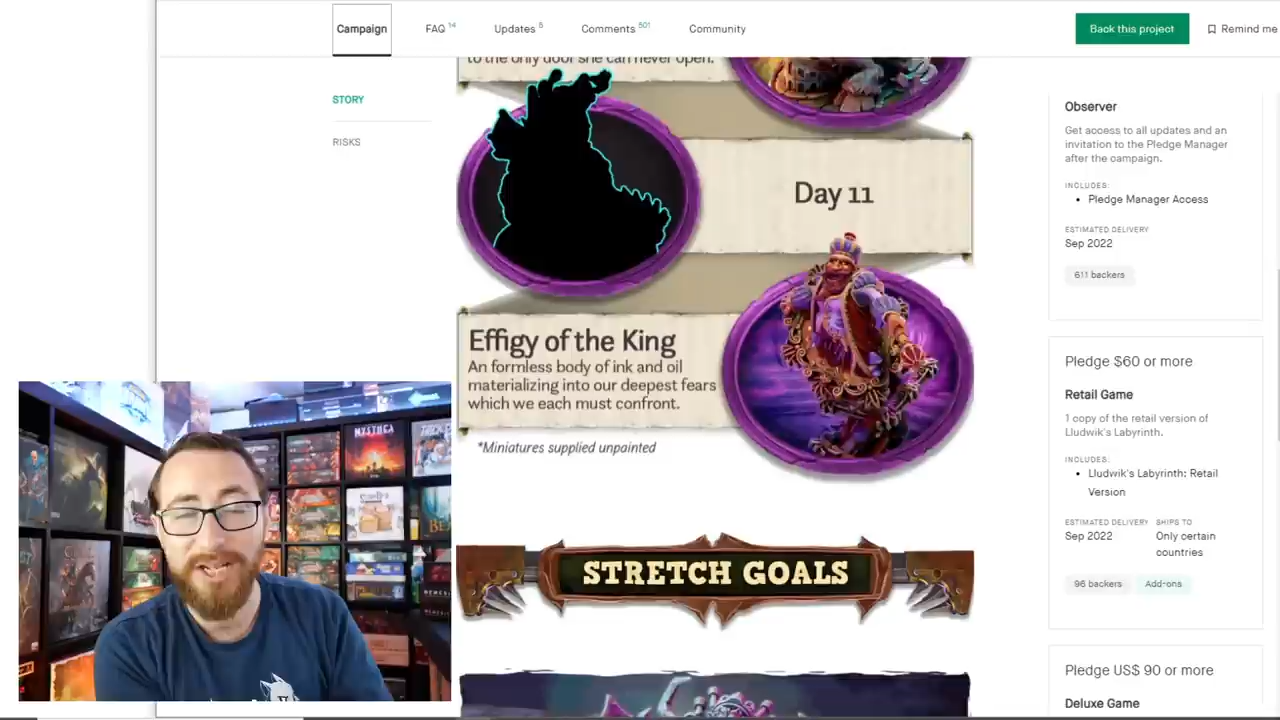 Campaign
FAQ 14
Updates 5
Comments 501
Community
Back this project
Remind me
to the only door she can never open.
STORY
RISKS
Day 11
Effigy of the King
An formless body of ink and oil
materializing into our deepest fears
which we each must confront.
*Miniatures supplied unpainted
STRETCH GOALS
MYSTHEA
Observer
Get access to all updates and an
invitation to the Pledge Manager
after the campaign.
INCLUDES:
• Pledge Manager Access
ESTIMATED DELIVERY
Sep 2022
611 backers
Pledge $60 or more
Retail Game
1 copy of the retail version of
Lludwik's Labyrinth.
INCLUDES:
• Lludwik's Labyrinth: Retail
Version
ESTIMATED DELIVERY SHIPS TO
Sep 2022 Only certain
countries
96 backers Add-ons
Pledge US$ 90 or more
Deluxe Game